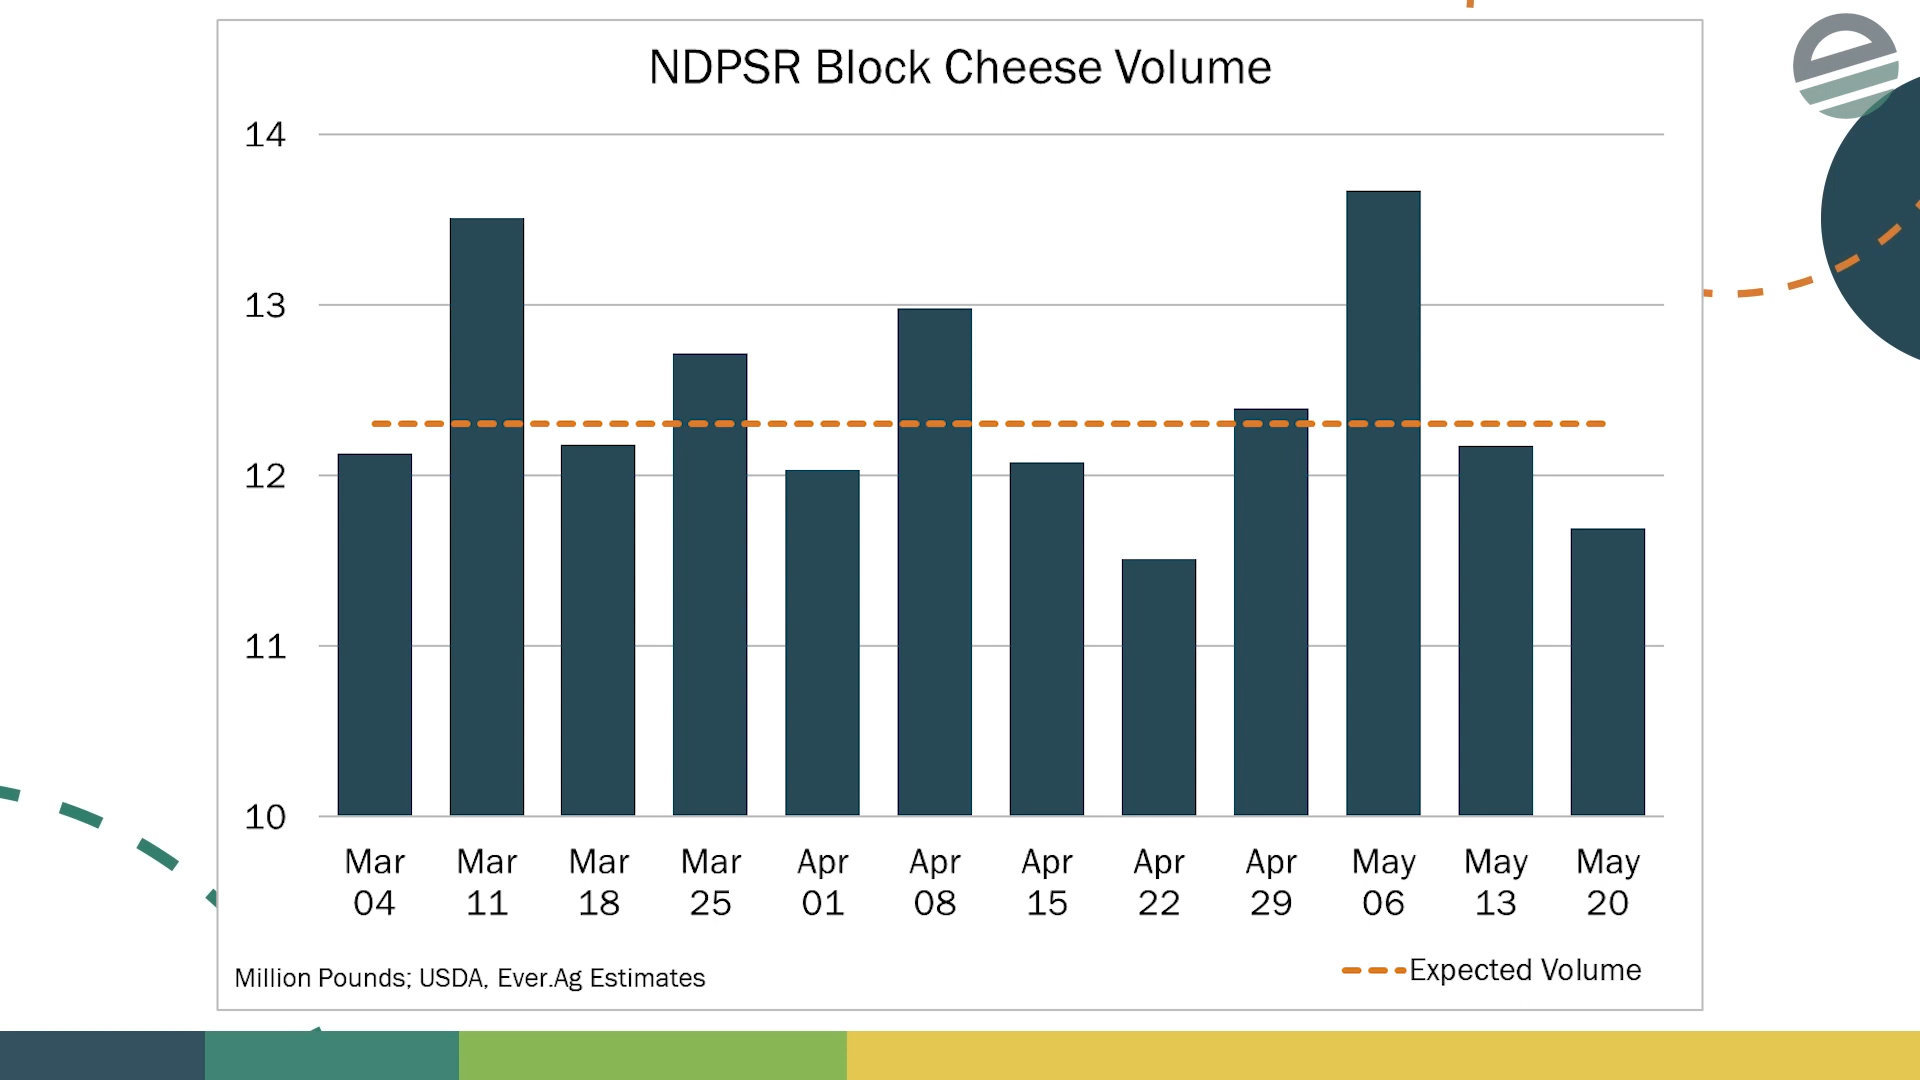 NDPSR Block Cheese Volume
14
13
12
11
10
Mar Mar Mar Mar Apr Apr Apr Apr Apr May May May
04 11 18 25 01 08 15 22 29 06 13 20
Million Pounds; USDA, Ever.Ag Estimates
Expected Volume